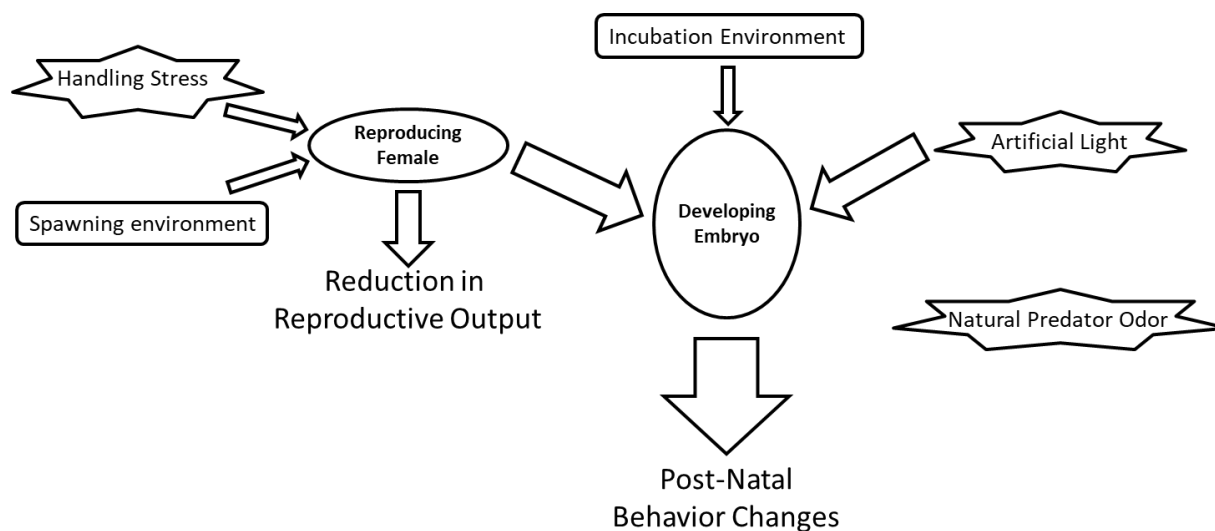 Incubation Environment
Handling Stress
Reproducing
Female
Artificial Light
Spawning environment
Developing
Embryo
Reduction in
Reproductive Output
Natural Predator Odor
Post-Natal
Behavior Changes